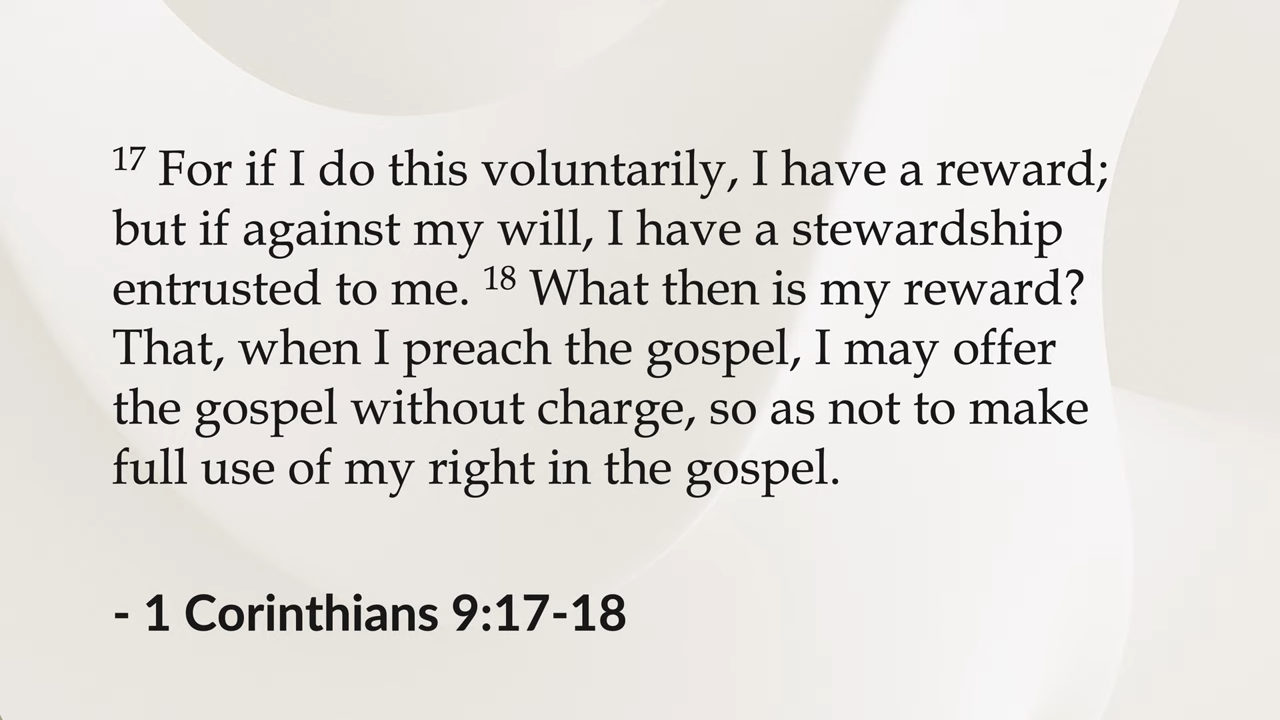 17 For if I do this voluntarily, I have a reward;
but if against my will, I have a stewardship
entrusted to me. 18 What then is my reward?
That, when I preach the gospel, I may offer
the gospel without charge, so as not to make
full use of my right in the gospel.
- 1 Corinthians 9:17-18